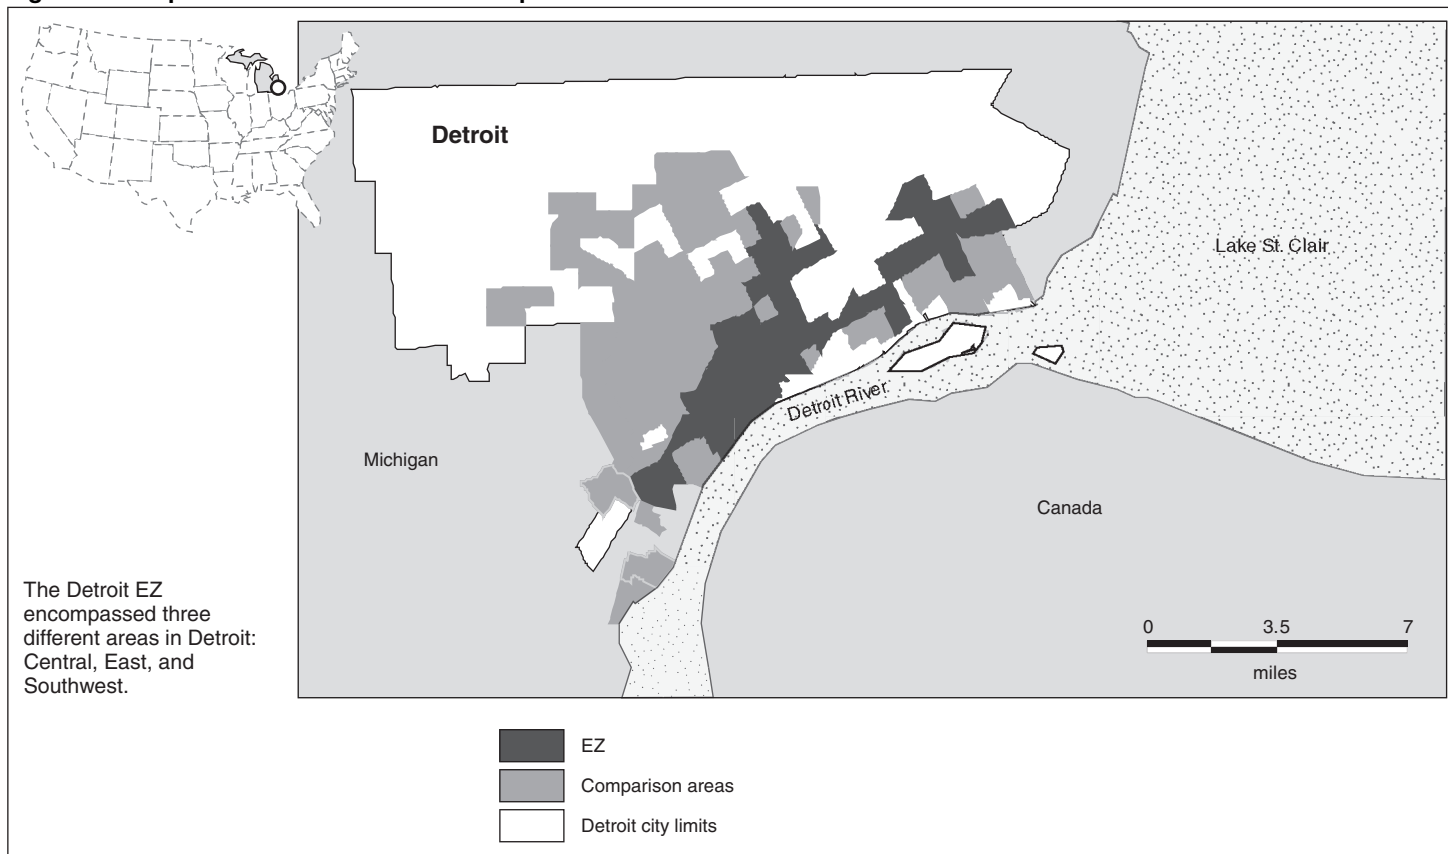 Detroit
Lake St. Clair
Detroit River
Michigan
Canada
The Detroit EZ
encompassed three
different areas in Detroit:
Central, East, and
Southwest.
0 3.5 7
miles
EZ
Comparison areas
Detroit city limits